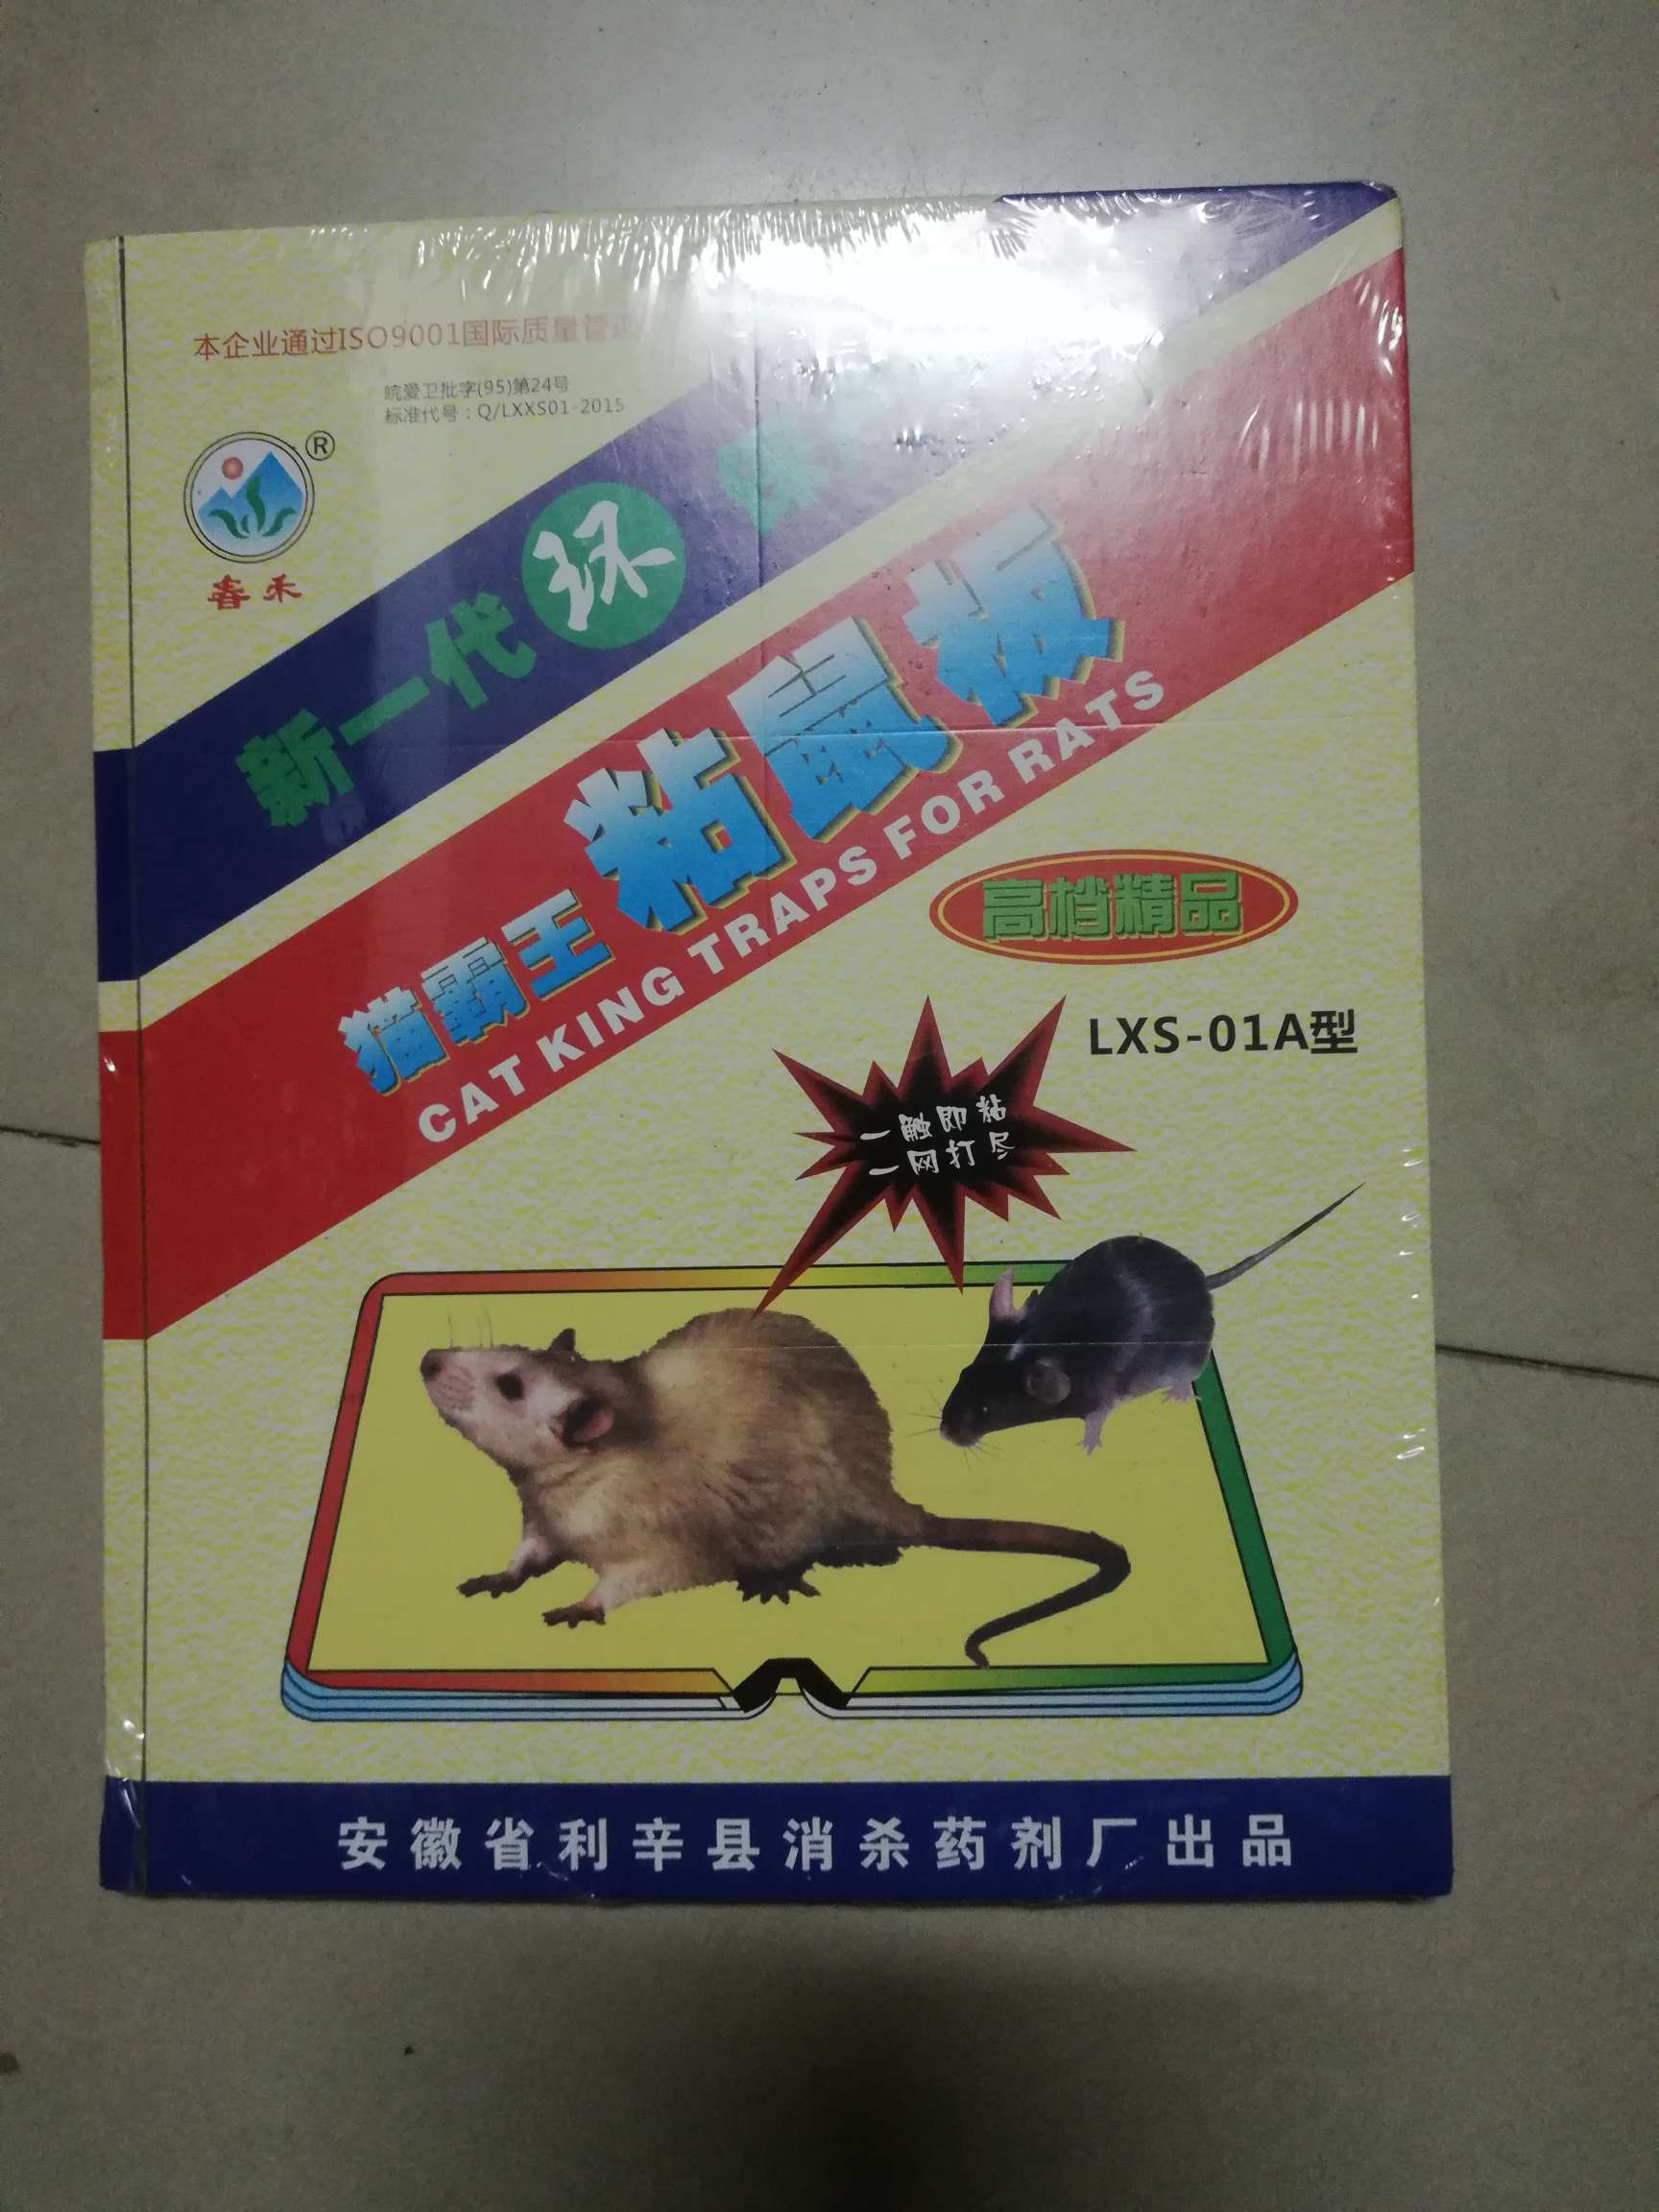 本企业通过ISO9001国际质量管
皖爱卫批字(95)第24号
标准代号：Q/LXXS01-2015
®
春禾
新一代环
猫霸王粘鼠板
CAT KING TRAPS FOR RATS
高档精品
LXS-01A型
一触即粘
一网打尽
安徽省利辛县消杀药剂厂出品